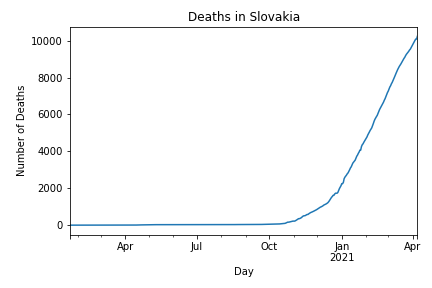 Deaths in Slovakia
Number of Deaths
10000
8000
6000
4000
2000
0
Apr
Jul
Oct
Jan
2021
Apr
Day